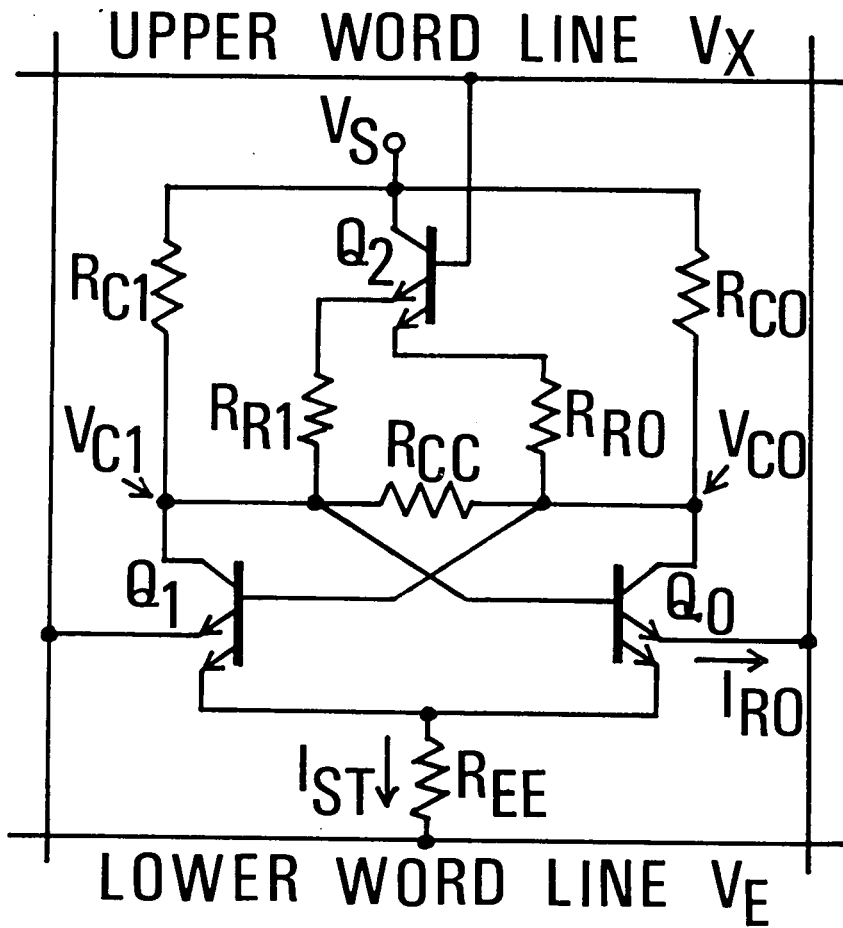 UPPER WORD LINE VX
VS
Q2
RC1
RCO
RR1
RCC
RRO
VC1
VCO
Q1
QO
IRO
IST
REE
LOWER WORD LINE VE